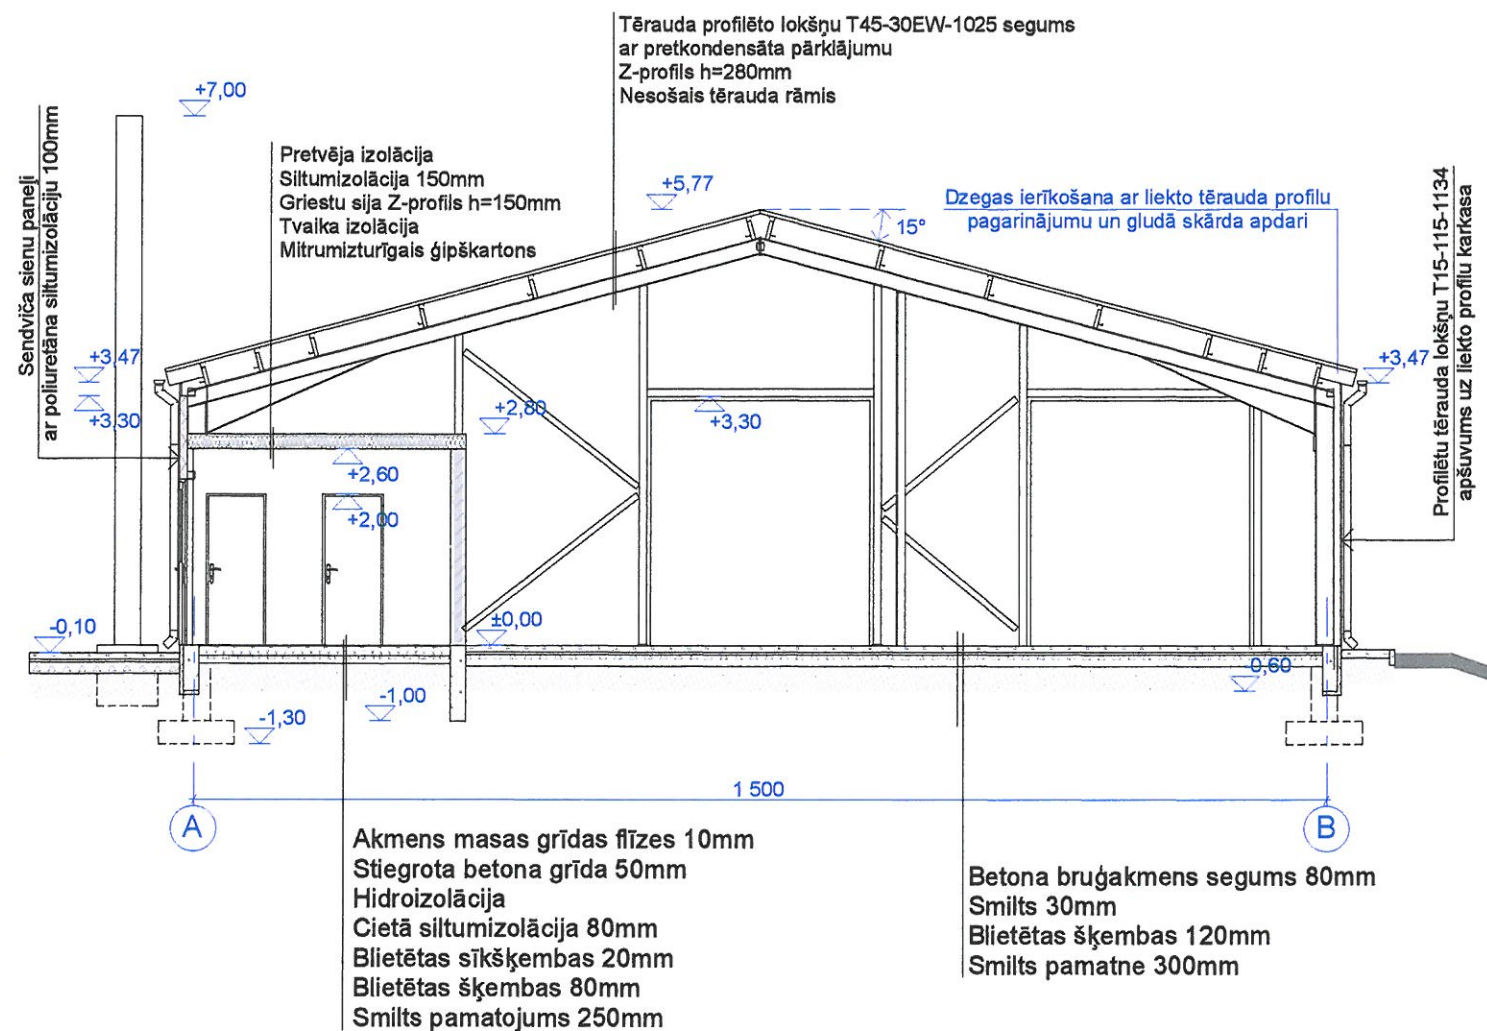 Tērauda profilēto lokšņu T45-30EW-1025 segums
ar pretkondensāta pārklājumu
Z-profils h=280mm
Nesošais tērauda rāmis
+7,00
Sendviča sienu paneļi
ar poliuretāna siltumizolāciju 100mm
Pretvēja izolācija
Siltumizolācija 150mm
Griestu sija Z-profils h=150mm
Tvaika izolācija
Mitrumizturīgais ģipškartons
+5,77
15°
Dzegas ierīkošana ar liekto tērauda profilu
pagarinājumu un gludā skārda apdari
Profilētu tērauda lokšņu T15-115-1134
apšuvums uz liekto profilu karkasa
+3,47
+3,47
+3,30
+2,80
+3,30
+2,60
+2,00
-0,10
±0,00
-0,60
-1,00
-1,30
1 500
A
B
Akmens masas grīdas flīzes 10mm
Stiegrota betona grīda 50mm
Hidroizolācija
Cietā siltumizolācija 80mm
Blietētas sīkšķembas 20mm
Blietētas šķembas 80mm
Smilts pamatojums 250mm
Betona bruģakmens segums 80mm
Smilts 30mm
Blietētas šķembas 120mm
Smilts pamatne 300mm